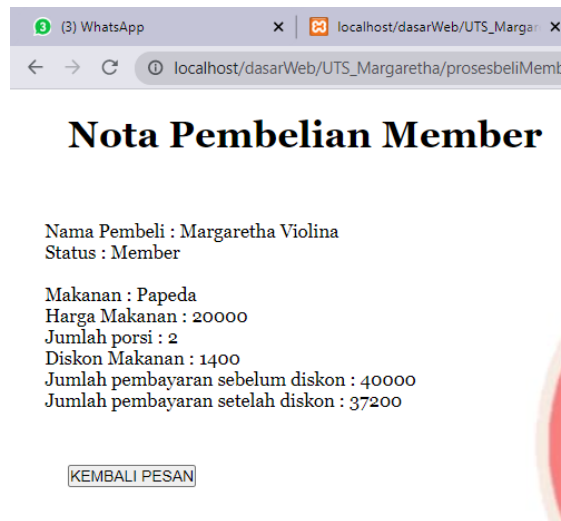 (3) WhatsApp
localhost/dasarWeb/UTS_Margar
localhost/dasarWeb/UTS_Margaretha/prosesbeliMemb
Nota Pembelian Member
Nama Pembeli : Margaretha Violina
Status : Member
Makanan : Papeda
Harga Makanan : 20000
Jumlah porsi : 2
Diskon Makanan : 1400
Jumlah pembayaran sebelum diskon : 40000
Jumlah pembayaran setelah diskon : 37200
KEMBALI PESAN